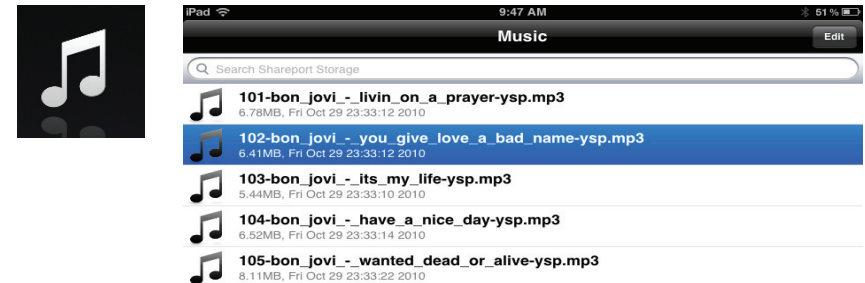 iPad 9:47 AM 51 %
Music
Edit
Search Shareport Storage
101-bon_jovi_-_livin_on_a_prayer-ysp.mp3
6.78MB, Fri Oct 29 23:33:12 2010
102-bon_jovi_-_you_give_love_a_bad_name-ysp.mp3
6.41MB, Fri Oct 29 23:33:12 2010
103-bon_jovi_-_its_my_life-ysp.mp3
5.44MB, Fri Oct 29 23:33:10 2010
104-bon_jovi_-_have_a_nice_day-ysp.mp3
6.52MB, Fri Oct 29 23:33:14 2010
105-bon_jovi_-_wanted_dead_or_alive-ysp.mp3
8.11MB, Fri Oct 29 23:33:22 2010